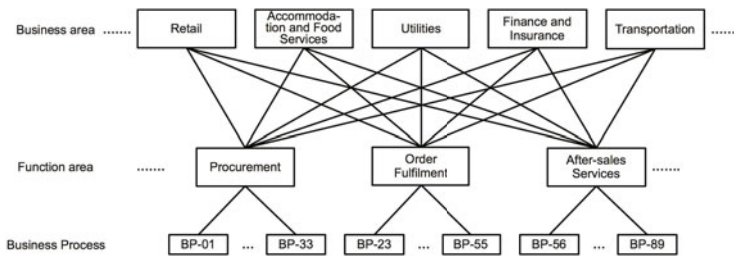 Business area ....... Retail Accommoda-
tion and Food
Services Utilities Finance and
Insurance Transportation ......
Function area ...... Procurement Order
Fulfilment After-sales
Services .......
Business Process BP-01 ... BP-33 BP-23 ... BP-55 BP-56 ... BP-89